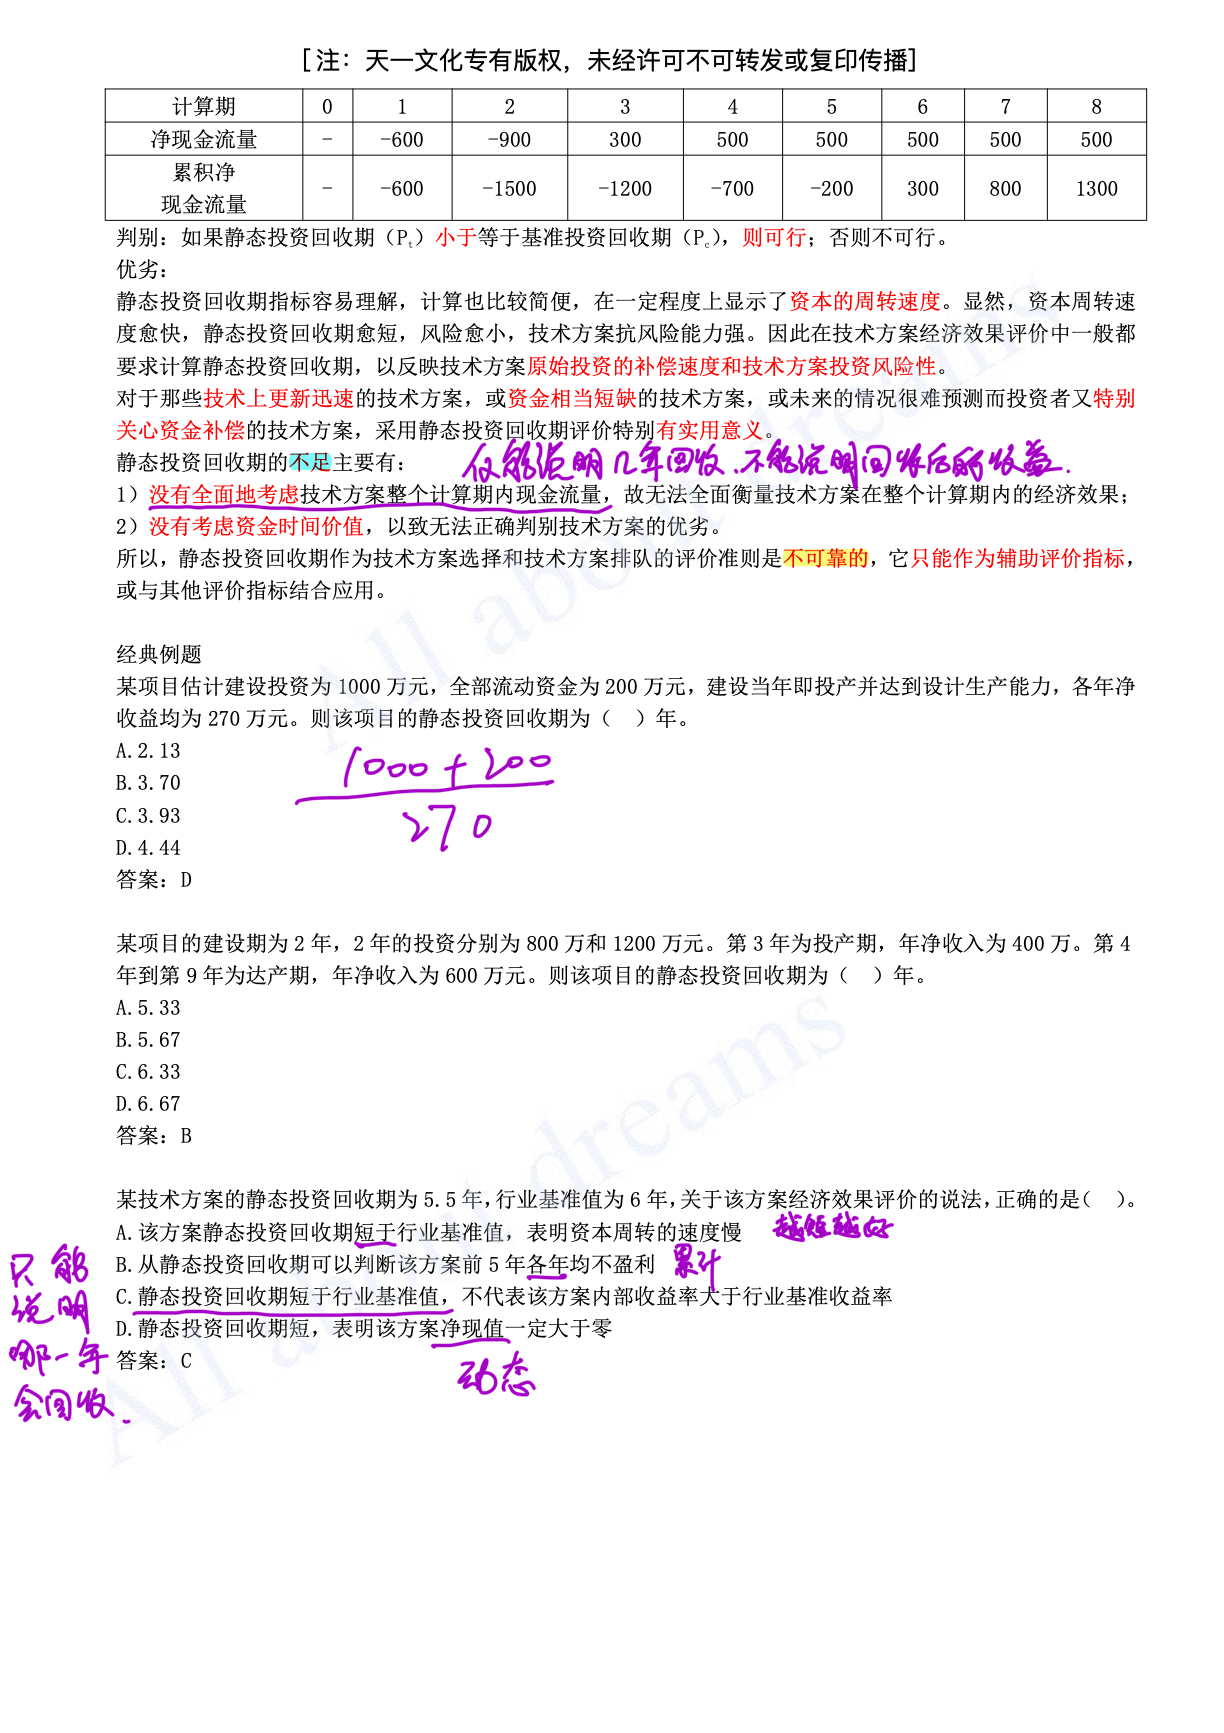 [注：天一文化专有版权，未经许可不可转发或复印传播]
计算期 0 1 2 3 4 5 6 7 8
净现金流量 - -600 -900 300 500 500 500 500 500
累积净
现金流量 - -600 -1500 -1200 -700 -200 300 800 1300
判别：如果静态投资回收期（Pt）小于等于基准投资回收期（Pc），则可行；否则不可行。
优劣：
静态投资回收期指标容易理解，计算也比较简便，在一定程度上显示了资本的周转速度。显然，资本周转速
度愈快，静态投资回收期愈短，风险愈小，技术方案抗风险能力强。因此在技术方案经济效果评价中一般都
要求计算静态投资回收期，以反映技术方案原始投资的补偿速度和技术方案投资风险性。
对于那些技术上更新迅速的技术方案，或资金相当短缺的技术方案，或未来的情况很难预测而投资者又特别
关心资金补偿的技术方案，采用静态投资回收期评价特别有实用意义。
静态投资回收期的不足主要有：
仅能说明几年回收、不能说明回收后的收益.
1）没有全面地考虑技术方案整个计算期内现金流量，故无法全面衡量技术方案在整个计算期内的经济效果；
2）没有考虑资金时间价值，以致无法正确判别技术方案的优劣。
所以，静态投资回收期作为技术方案选择和技术方案排队的评价准则是不可靠的，它只能作为辅助评价指标，
或与其他评价指标结合应用。
经典例题
某项目估计建设投资为 1000 万元，全部流动资金为 200 万元，建设当年即投产并达到设计生产能力，各年净
收益均为 270 万元。则该项目的静态投资回收期为（ ）年。
A.2.13
B.3.70
C.3.93
D.4.44
1000+200
270
答案：D
某项目的建设期为 2 年，2 年的投资分别为 800 万和 1200 万元。第 3 年为投产期，年净收入为 400 万。第 4
年到第 9 年为达产期，年净收入为 600 万元。则该项目的静态投资回收期为（ ）年。
A.5.33
B.5.67
C.6.33
D.6.67
答案：B
某技术方案的静态投资回收期为 5.5 年，行业基准值为 6 年，关于该方案经济效果评价的说法，正确的是（ ）。
A.该方案静态投资回收期短于行业基准值，表明资本周转的速度慢 越短越好
B.从静态投资回收期可以判断该方案前 5 年各年均不盈利 累计
C.静态投资回收期短于行业基准值，不代表该方案内部收益率大于行业基准收益率
D.静态投资回收期短，表明该方案净现值一定大于零
答案：C
动态
只能
说明
哪一年
会回收.
All about dreams
All about dreams